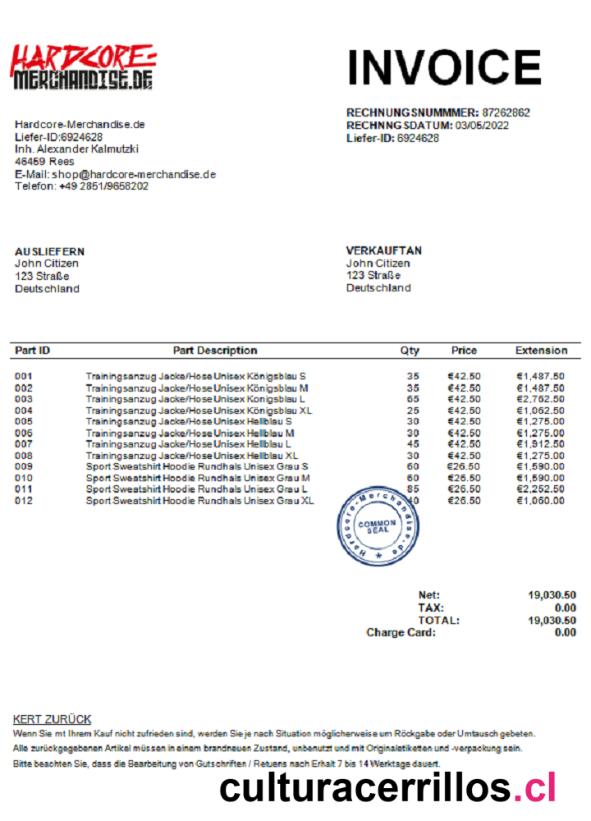 HARDCORE-
MERCHANDISE.DE
INVOICE
Hardcore-Merchandise.de
Liefer-ID:6924628
Inh. Alexander Kalmutzki
46459 Rees
E-Mail: shop@hardcore-merchandise.de
Telefon: +49 2851/9658202
RECHNUNGSNUMMMER: 87262862
RECHNNGSDATUM: 03/05/2022
Liefer-ID: 6924628
AUSLIEFERN
John Citizen
123 Straße
Deutschland
VERKAUFTAN
John Citizen
123 Straße
Deutschland
Part ID Part Description Qty Price Extension
001 Trainingsanzug Jacke/Hose Unisex Königsblau S 35 €42.50 €1,487.50
002 Trainingsanzug Jacke/Hose Unisex Königsblau M 45 €42.50 €1,487.50
003 Trainingsanzug Jacke/Hose Unisex Königsblau L 65 €42.50 €2,762.50
004 Trainingsanzug Jacke/Hose Unisex Königsblau XL 25 €42.50 €1,062.50
005 Trainingsanzug Jacke/Hose Unisex Hellblau S 30 €42.50 €1,275.00
006 Trainingsanzug Jacke/Hose Unisex Hellblau M 30 €42.50 €1,275.00
007 Trainingsanzug Jacke/Hose Unisex Hellblau L 45 €42.50 €1,912.50
008 Trainingsanzug Jacke/Hose Unisex Hellblau XL 30 €42.50 €1,275.00
009 Sport Sweatshirt Hoodie Rundhals Unisex Grau S 60 €26.50 €1,590.00
010 Sport Sweatshirt Hoodie Rundhals Unisex Grau M 60 €26.50 €1,590.00
011 Sport Sweatshirt Hoodie Rundhals Unisex Grau L 85 €26.50 €2,252.50
012 Sport Sweatshirt Hoodie Rundhals Unisex Grau XL 40 €26.50 €1,060.00
Hardcore-Merchandise.de
COMMON
SEAL
Net: 19,030.50
TAX: 0.00
TOTAL: 19,030.50
Charge Card: 0.00
KERT ZURÜCK
Wenn Sie mt Ihrem Kauf nicht zufrieden sind, werden Sie je nach Situation möglicherweise um Röckgabe oder Umtausch gebeten.
Alle zurückgegebenen Artikel müssen in einem brandneuen Zustand, unbenutzt und mit Originaletiketten und -verpackung sein.
Bitte beachten Sie, dass die Bearbeitung von Gutschriften / Retuens nach Erhalt 7 bis 14 Werktage dauert.
culturacerrillos.cl